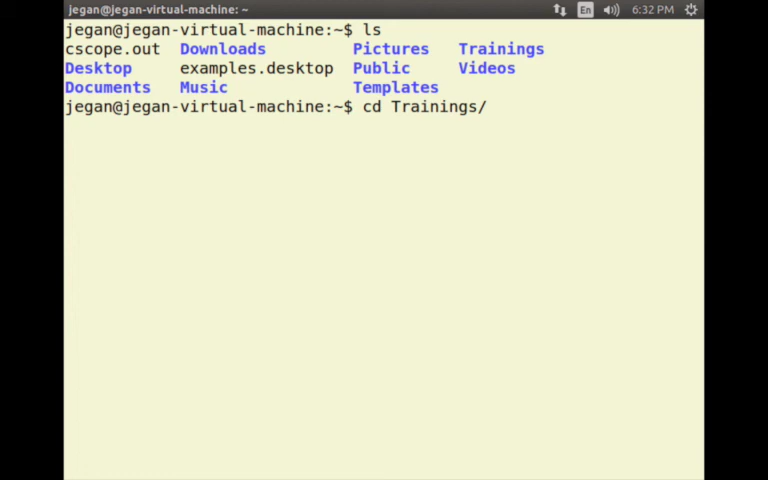 jegan@jegan-virtual-machine: ~ En 6:32 PM
jegan@jegan-virtual-machine:~$ ls
cscope.out Downloads Pictures Trainings
Desktop examples.desktop Public Videos
Documents Music Templates
jegan@jegan-virtual-machine:~$ cd Trainings/